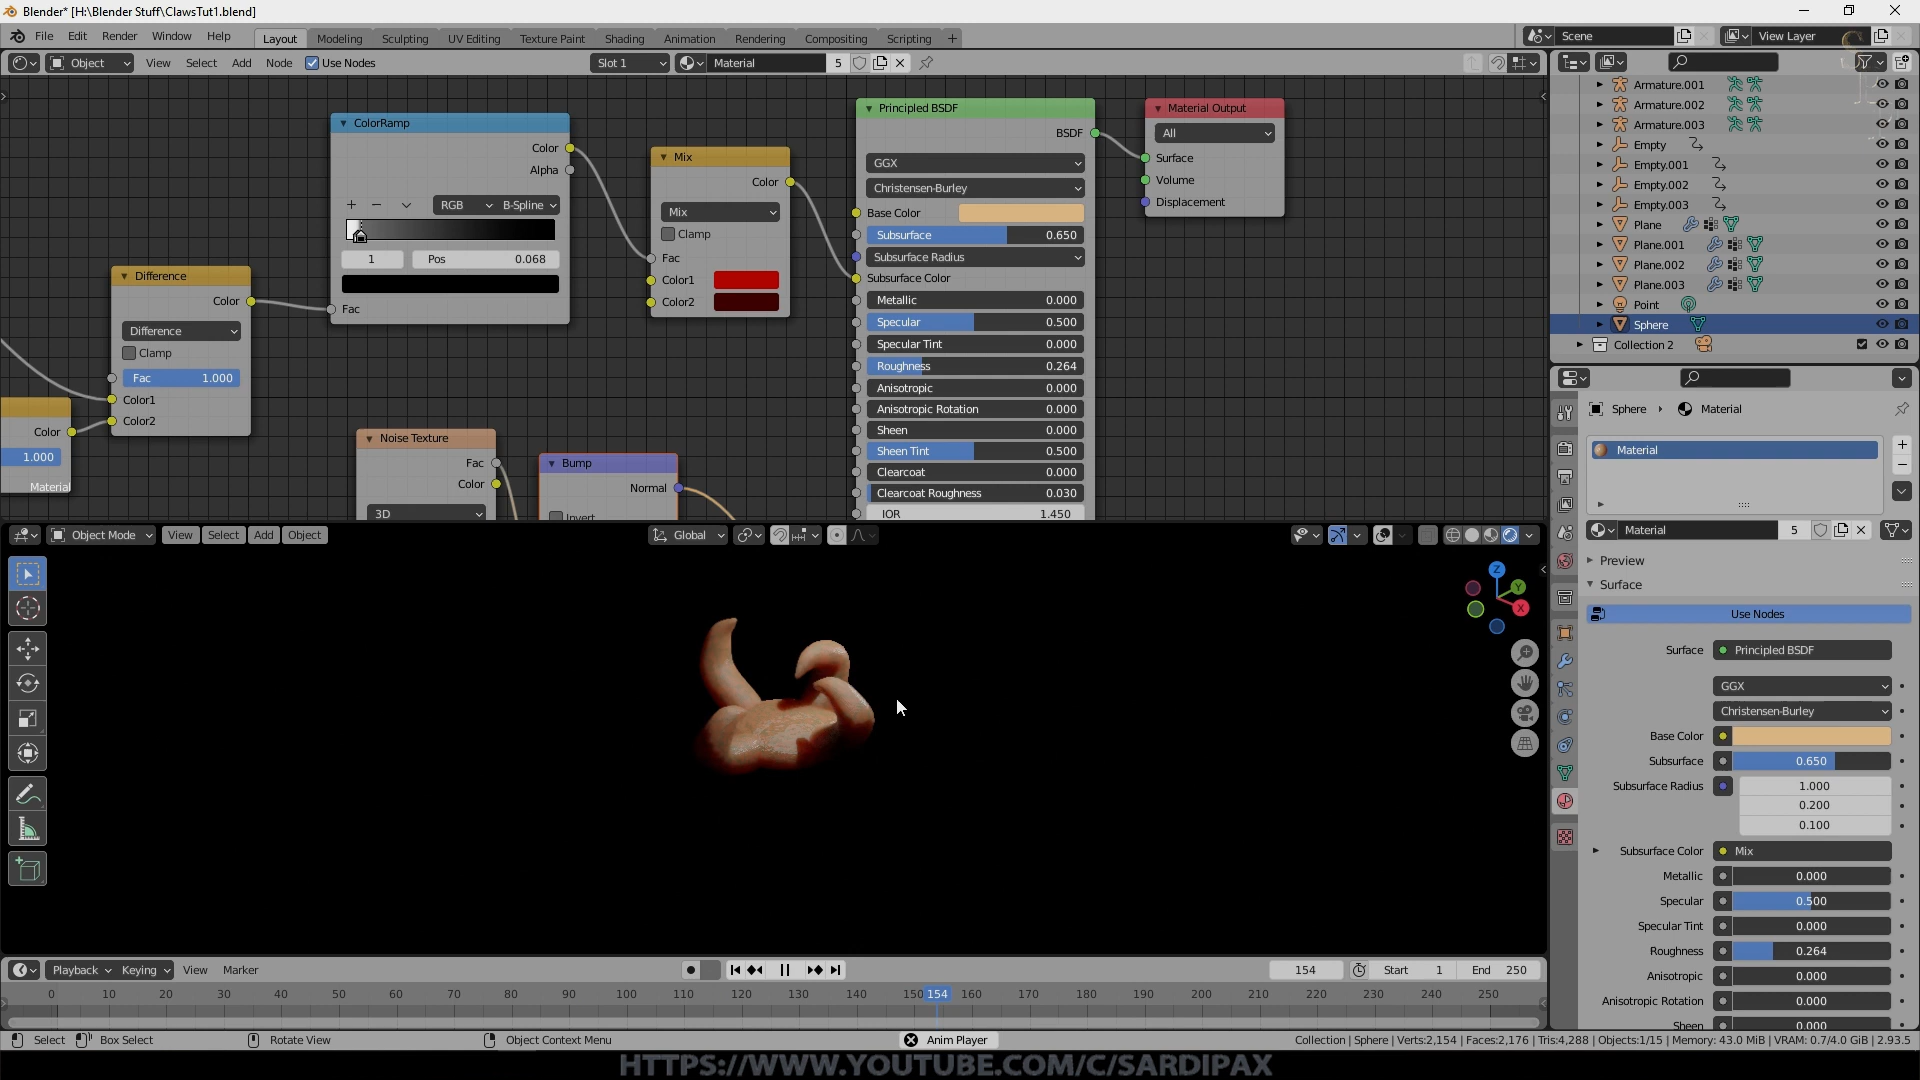 Blender* [H:\Blender Stuff\ClawsTut1.blend]
File Edit Render Window Help Layout Modeling Sculpting UV Editing Texture Paint Shading Animation Rendering Compositing Scripting + Scene View Layer
Object View Select Add Node Use Nodes Slot 1 Material 5
ColorRamp
Color
Alpha
RGB B-Spline
1 Pos 0.068
Fac
Difference
Color
Difference
Clamp
Fac 1.000
Color1
Color2
Color
1.000
Material
Mix
Color
Mix
Clamp
Fac
Color1
Color2
Noise Texture
Fac
Color
3D
Bump
Normal
Invert
Principled BSDF
BSDF
GGX
Christensen-Burley
Base Color
Subsurface 0.650
Subsurface Radius
Subsurface Color
Metallic 0.000
Specular 0.500
Specular Tint 0.000
Roughness 0.264
Anisotropic 0.000
Anisotropic Rotation 0.000
Sheen 0.000
Sheen Tint 0.500
Clearcoat 0.000
Clearcoat Roughness 0.030
IOR 1.450
Material Output
All
Surface
Volume
Displacement
Armature.001
Armature.002
Armature.003
Empty
Empty.001
Empty.002
Empty.003
Plane
Plane.001
Plane.002
Plane.003
Point
Sphere
Collection 2
Sphere Material
Material
Material 5
Preview
Surface
Use Nodes
Surface Principled BSDF
GGX
Christensen-Burley
Base Color
Subsurface 0.650
Subsurface Radius 1.000
0.200
0.100
Subsurface Color Mix
Metallic 0.000
Specular 0.500
Specular Tint 0.000
Roughness 0.264
Anisotropic 0.000
Anisotropic Rotation 0.000
Sheen 0.000
Object Mode View Select Add Object Global
Z
Y
X
Playback Keying View Marker 154 Start 1 End 250
0 10 20 30 40 50 60 70 80 90 100 110 120 130 140 150 154 160 170 180 190 200 210 220 230 240 250
Select Box Select Rotate View Object Context Menu Anim Player Collection | Sphere | Verts:2,154 | Faces:2,176 | Tris:4,288 | Objects:1/15 | Memory: 43.0 MiB | VRAM: 0.7/4.0 GiB | 2.93.5
HTTPS://WWW.YOUTUBE.COM/C/SARDIPAX